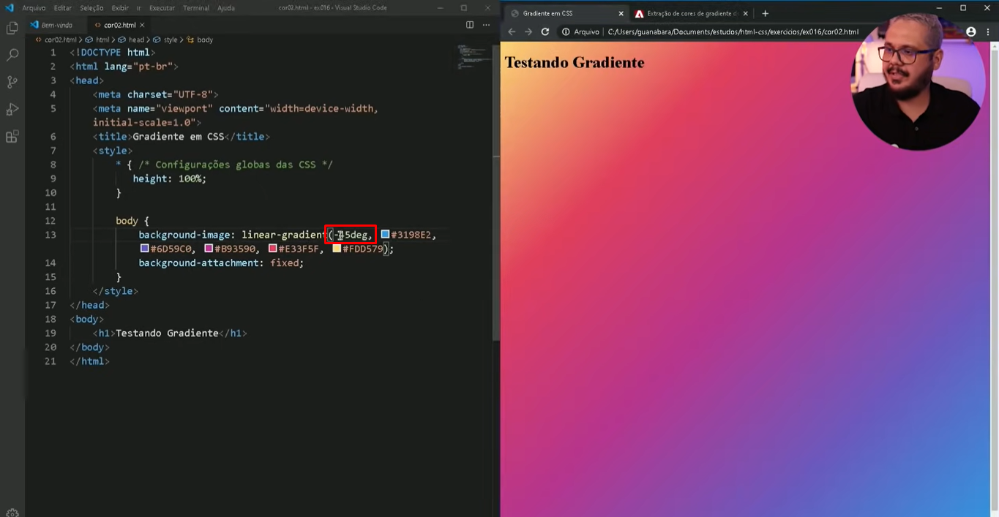 Arquivo Editar Seleção Exibir Ir Executar Terminal Ajuda cor02.html - ex016 - Visual Studio Code
Bem-vindo cor02.html
cor02.html > html > head > style > body
1 <!DOCTYPE html>
2 <html lang="pt-br">
3 <head>
4 <meta charset="UTF-8">
5 <meta name="viewport" content="width=device-width,
initial-scale=1.0">
6 <title>Gradiente em CSS</title>
7 <style>
8 * { /* Configurações globas das CSS */
9 height: 100%;
10 }
11
12 body {
13 background-image: linear-gradient(-45deg, #3198E2,
#6D59C0, #B93590, #E33F5F, #FDD579);
14 background-attachment: fixed;
15 }
16 </style>
17 </head>
18 <body>
19 <h1>Testando Gradiente</h1>
20 </body>
21 </html>
Gradiente em CSS Extração de cores de gradiente d
Arquivo | C:/Users/guanabara/Documents/estudos/html-css/exercicios/ex016/cor02.html
Testando Gradiente